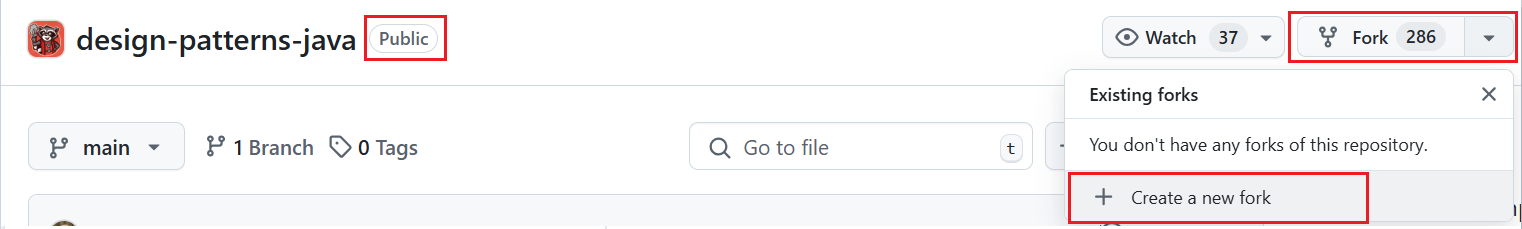 design-patterns-java Public Watch 37 Fork 286
Existing forks
main 1 Branch 0 Tags Go to file t You don't have any forks of this repository.
Create a new fork